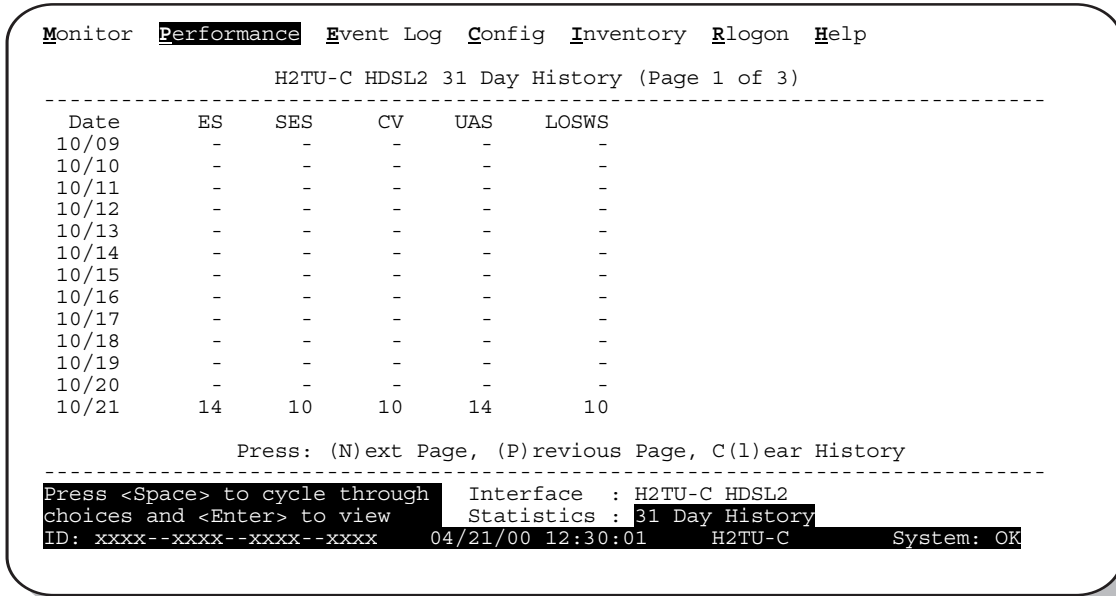 Monitor Performance Event Log Config Inventory Rlogon Help
H2TU-C HDSL2 31 Day History (Page 1 of 3)
--------------------------------------------------------------------------------
Date ES SES CV UAS LOSWS
10/09 - - - - -
10/10 - - - - -
10/11 - - - - -
10/12 - - - - -
10/13 - - - - -
10/14 - - - - -
10/15 - - - - -
10/16 - - - - -
10/17 - - - - -
10/18 - - - - -
10/19 - - - - -
10/20 - - - - -
10/21 14 10 10 14 10
Press: (N)ext Page, (P)revious Page, C(l)ear History
--------------------------------------------------------------------------------
Press <Space> to cycle through Interface : H2TU-C HDSL2
choices and <Enter> to view Statistics : 31 Day History
ID: xxxx--xxxx--xxxx--xxxx 04/21/00 12:30:01 H2TU-C System: OK